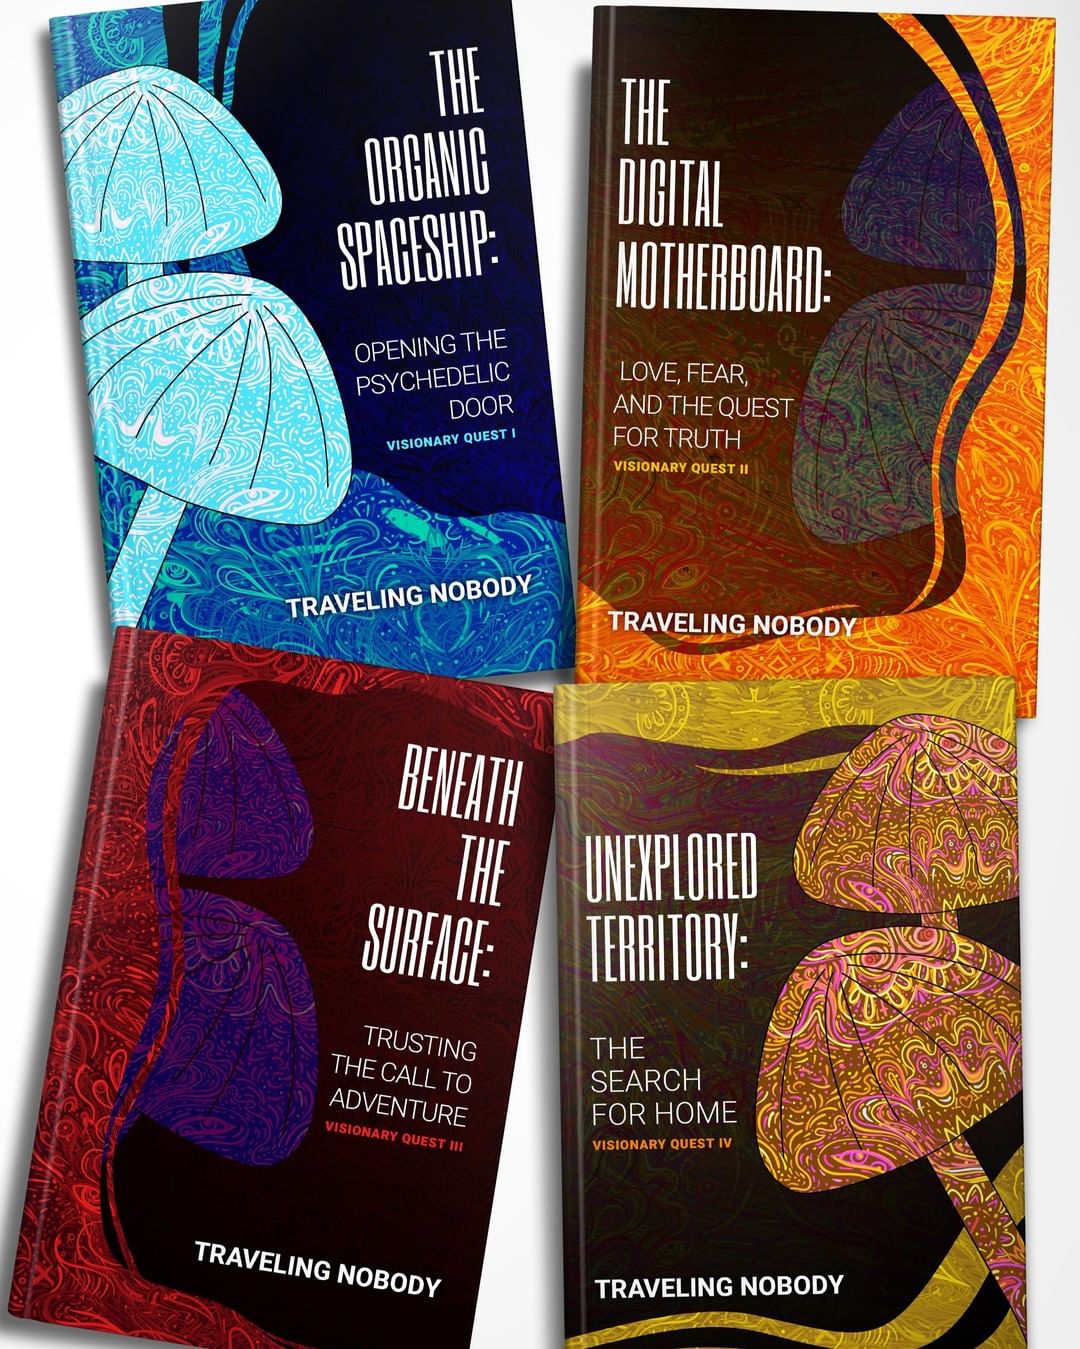 THE
ORGANIC
SPACESHIP:
OPENING THE
PSYCHEDELIC
DOOR
VISIONARY QUEST I
TRAVELING NOBODY
THE
DIGITAL
MOTHERBOARD:
LOVE, FEAR,
AND THE QUEST
FOR TRUTH
VISIONARY QUEST II
TRAVELING NOBODY
BENEATH
THE
SURFACE:
TRUSTING
THE CALL TO
ADVENTURE
VISIONARY QUEST III
TRAVELING NOBODY
UNEXPLORED
TERRITORY:
THE
SEARCH
FOR HOME
VISIONARY QUEST IV
TRAVELING NOBODY